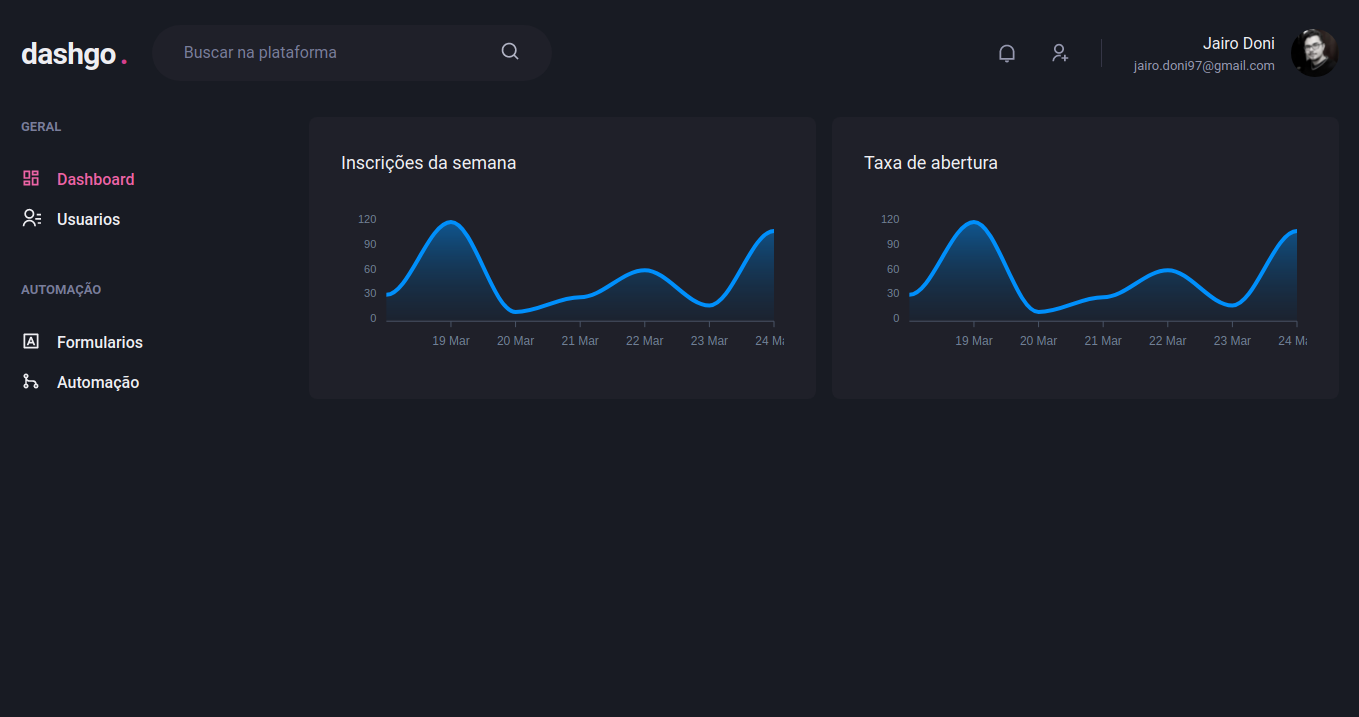 dashgo.
Buscar na plataforma
Jairo Doni
jairo.doni97@gmail.com
GERAL
Dashboard
Usuarios
AUTOMAÇÃO
Formularios
Automação
Inscrições da semana
120
90
60
30
0
19 Mar
20 Mar
21 Mar
22 Mar
23 Mar
24 Ma
Taxa de abertura
120
90
60
30
0
19 Mar
20 Mar
21 Mar
22 Mar
23 Mar
24 Ma